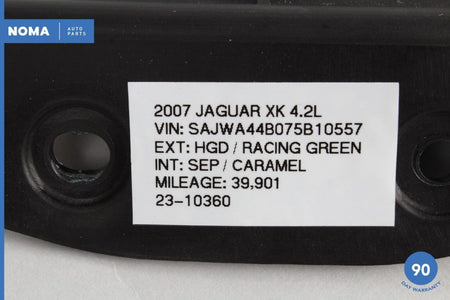 NOMA AUTO PARTS
2007 JAGUAR XK 4.2L
VIN: SAJWA44B075B10557
EXT: HGD / RACING GREEN
INT: SEP / CARAMEL
MILEAGE: 39,901
23-10360
90
DAY WARRANTY